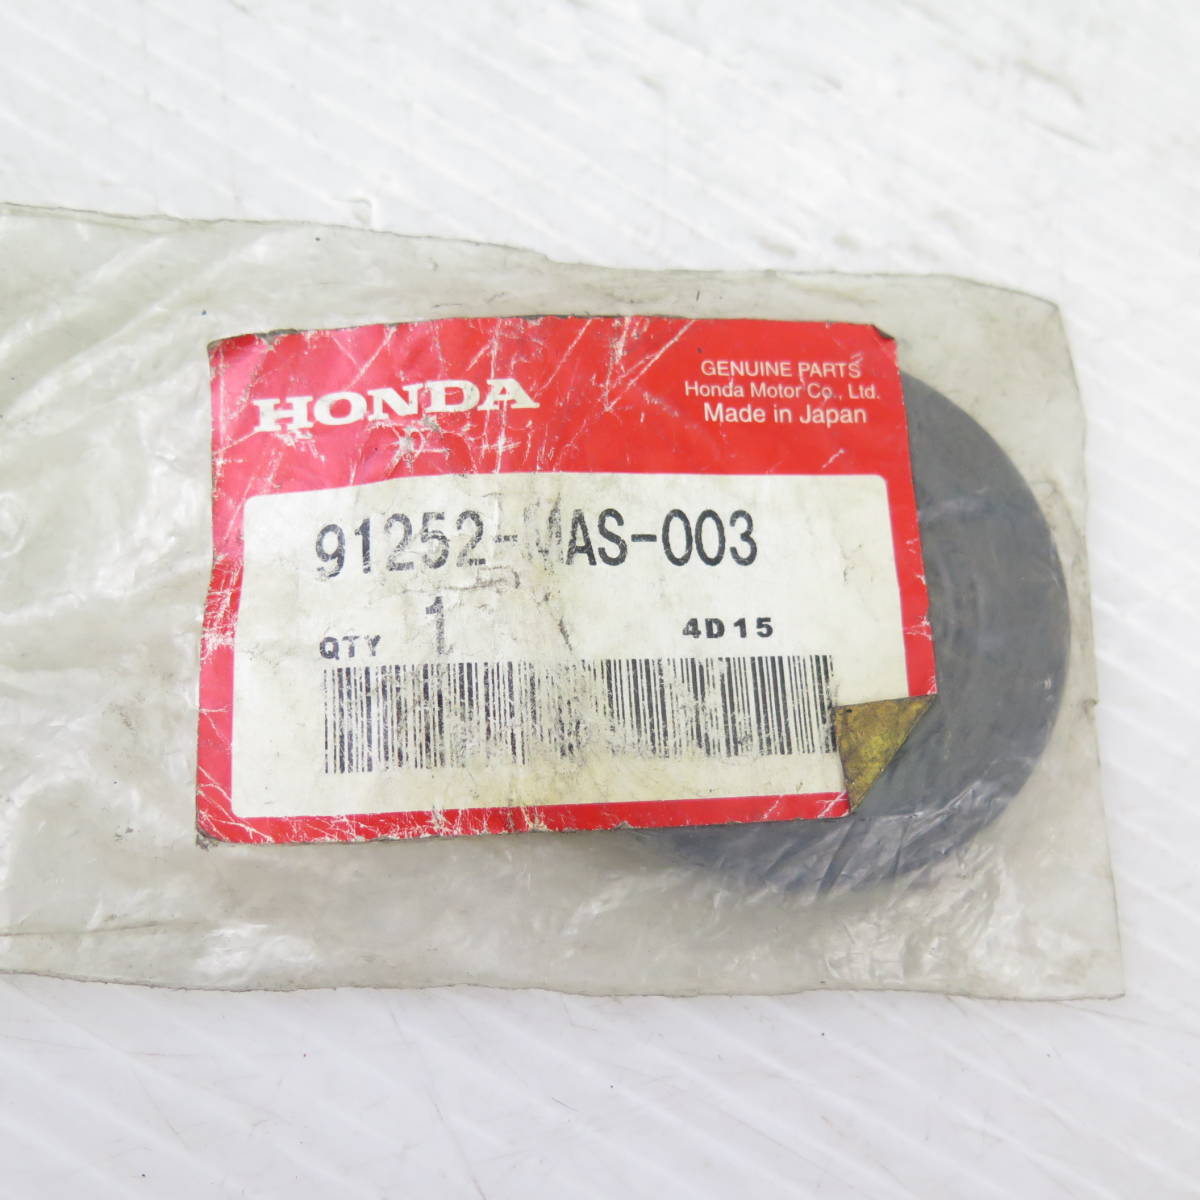 HONDA
GENUINE PARTS
Honda Motor Co., Ltd.
Made in Japan
91252-MAS-003
QTY 1
4D15